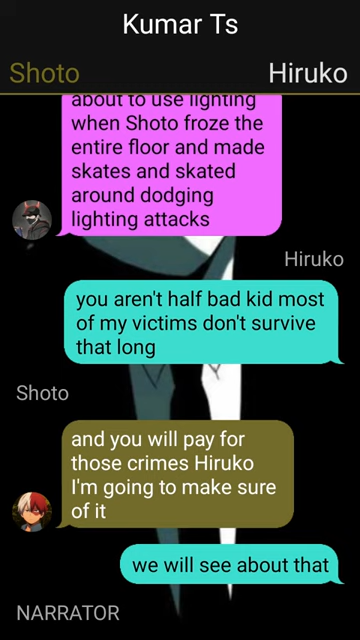 Kumar Ts
Shoto
Hiruko
about to use lighting
when Shoto froze the
entire floor and made
skates and skated
around dodging
lighting attacks
Hiruko
you aren't half bad kid most
of my victims don't survive
that long
Shoto
and you will pay for
those crimes Hiruko
I'm going to make sure
of it
we will see about that
NARRATOR